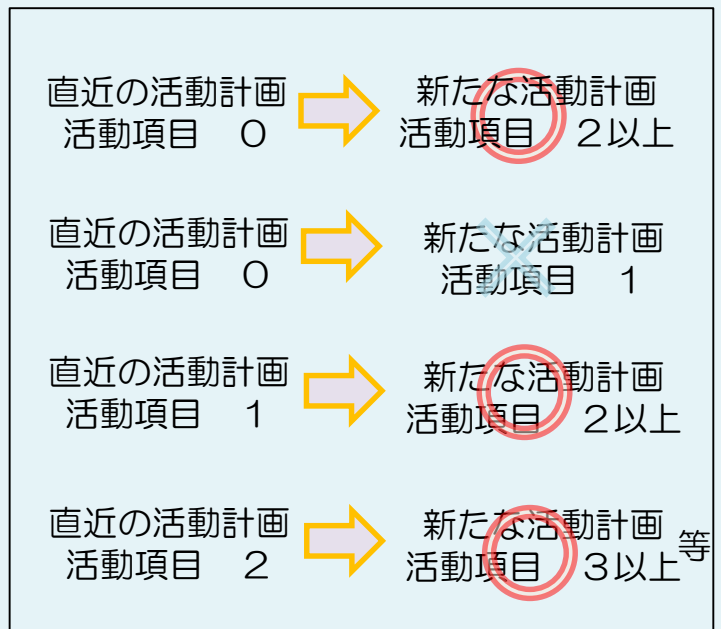 直近の活動計画
活動項目　０
新たな活動計画
活動項目　２以上
直近の活動計画
活動項目　０
新たな活動計画
活動項目　１
直近の活動計画
活動項目　１
新たな活動計画
活動項目　２以上
直近の活動計画
活動項目　２
新たな活動計画
活動項目　３以上等